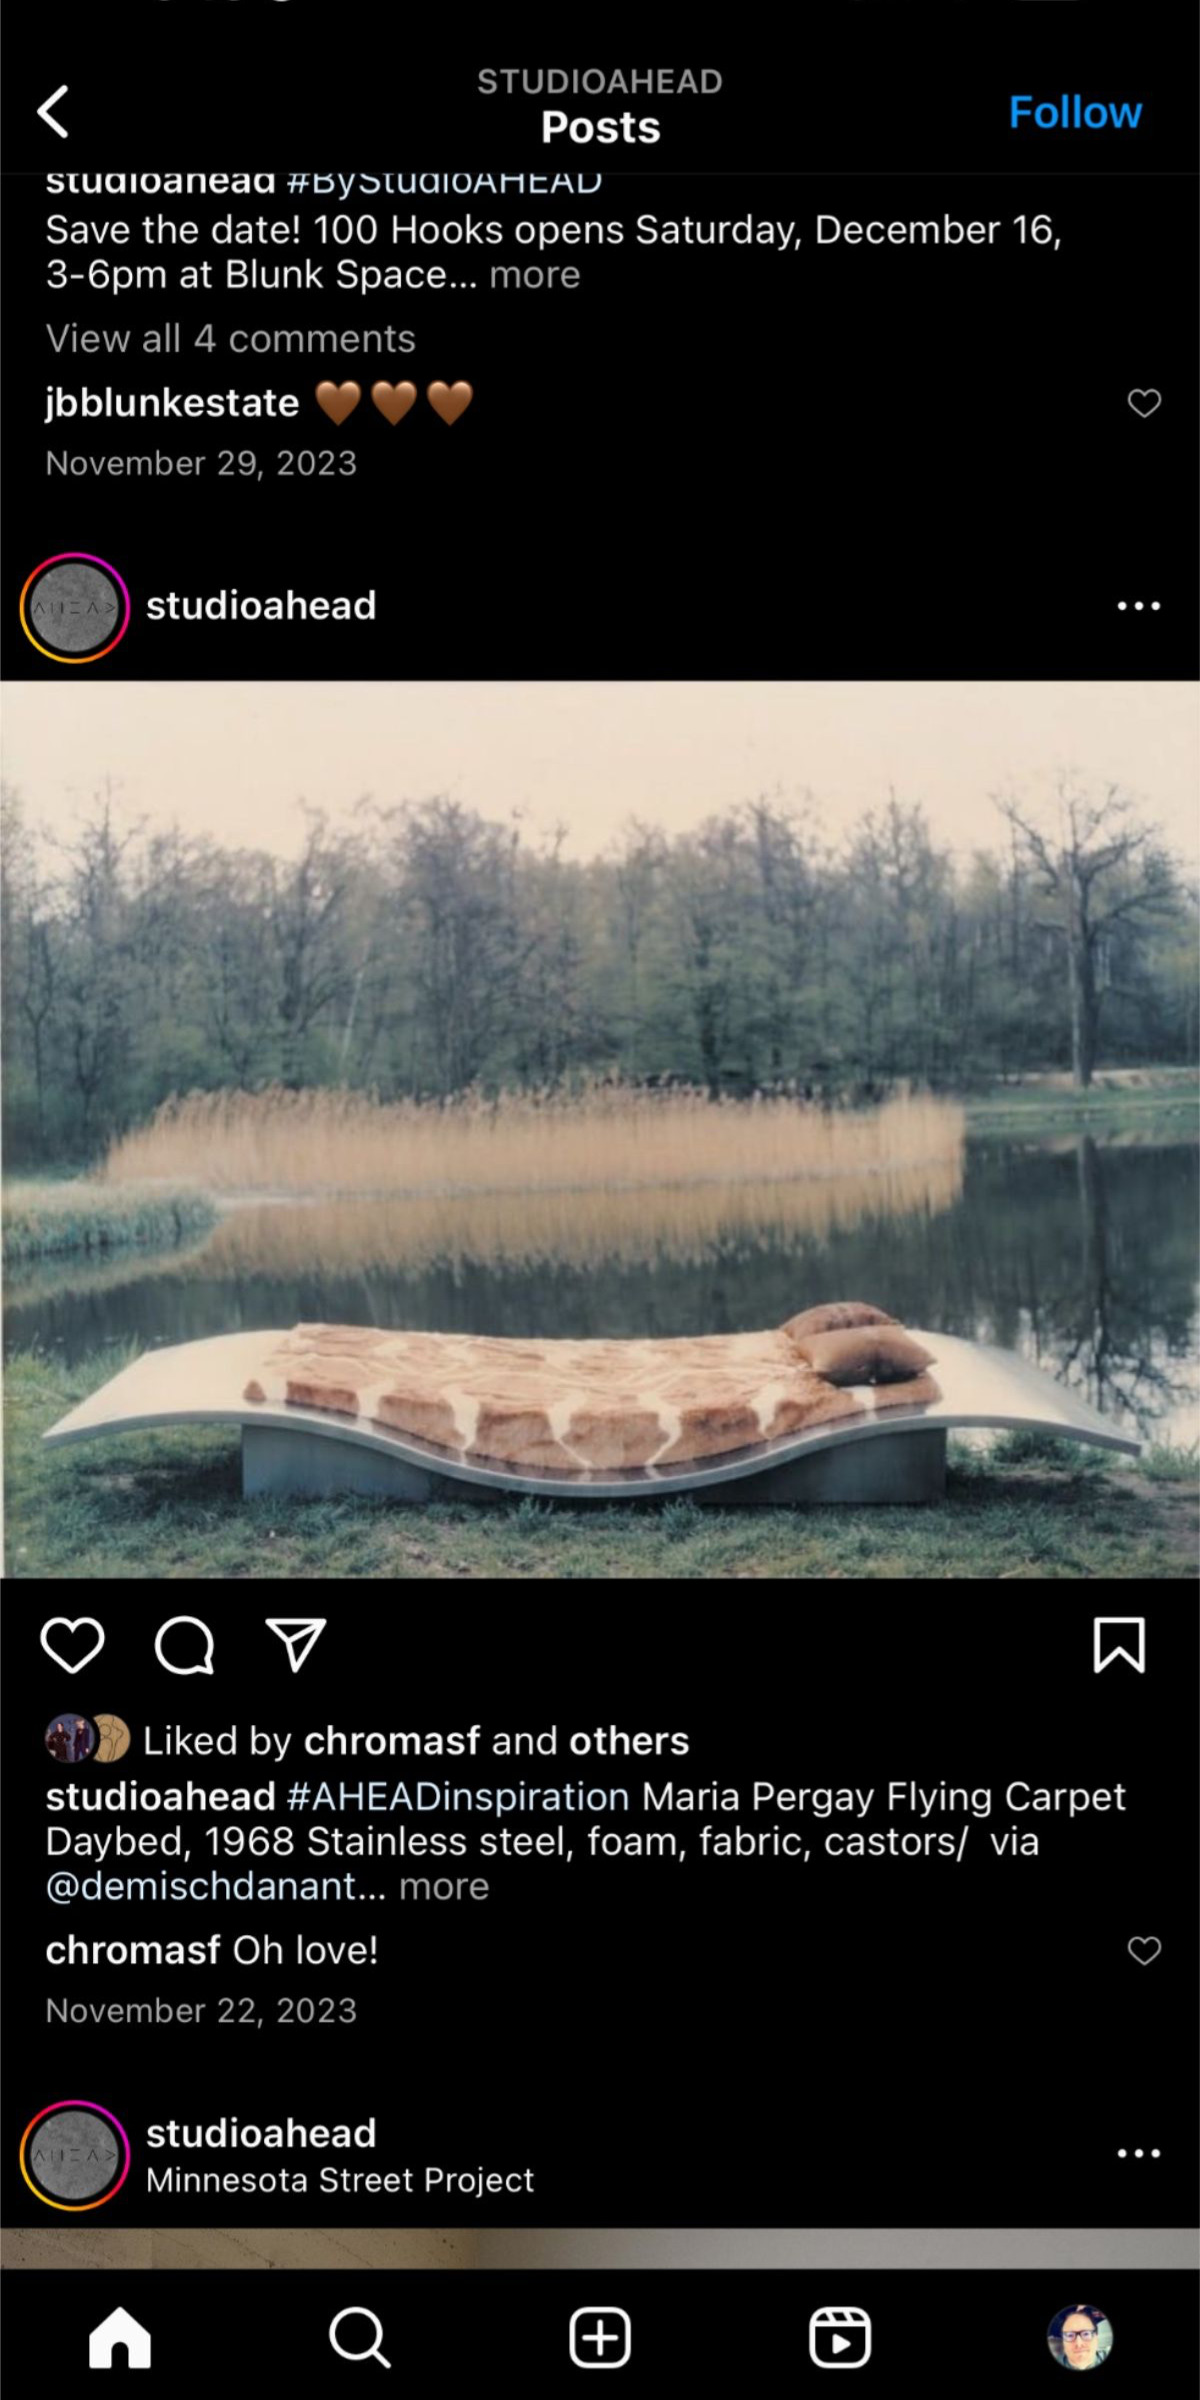 STUDIOAHEAD
Posts
Follow
studioahead #ByStudioAHEAD
Save the date! 100 Hooks opens Saturday, December 16,
3-6pm at Blunk Space... more
View all 4 comments
jbblunkestate 🤎🤎🤎
November 29, 2023
AHEAD
studioahead
Liked by chromasf and others
studioahead #AHEADinspiration Maria Pergay Flying Carpet
Daybed, 1968 Stainless steel, foam, fabric, castors/  via
@demischdanant... more
chromasf Oh love!
November 22, 2023
AHEAD
studioahead
Minnesota Street Project